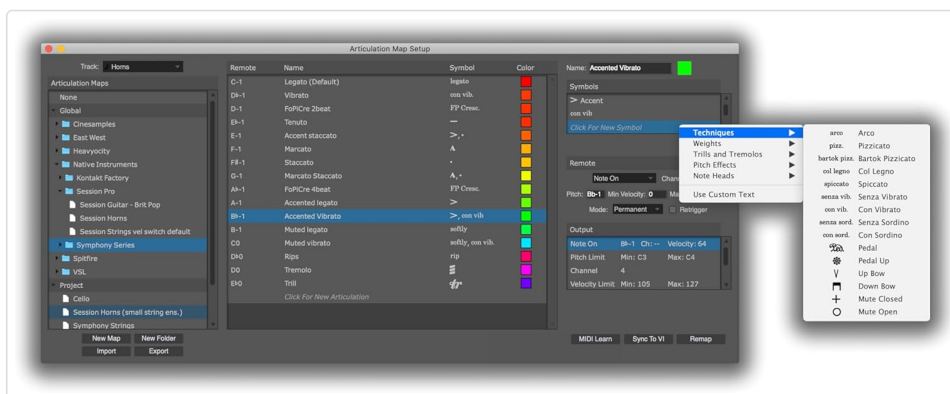 Articulation Map Setup
Track: Horns
Articulation Maps
None
Global
Cinesamples
East West
Heavyocity
Native Instruments
Kontakt Factory
Session Pro
Session Guitar - Brit Pop
Session Horns
Session Strings vel switch default
Symphony Series
Spitfire
VSL
Project
Cello
Session Horns (small string ens.)
Symphony Strings
New Map New Folder
Import Export
Remote Name Symbol Color
C-1 Legato (Default) legato
D♭-1 Vibrato con vib.
D-1 FoPiCre 2beat FP Cresc.
E♭-1 Tenuto –
E-1 Accent staccato >, ·
F-1 Marcato ʌ
F#-1 Staccato ·
G-1 Marcato Staccato ʌ, ·
A♭-1 FoPiCRe 4beat FP Cresc.
A-1 Accented legato >
B♭-1 Accented Vibrato >, con vib
B-1 Muted legato softly
C0 Muted vibrato softly, con vib.
D♭0 Rips rip
D0 Tremolo
E♭0 Trill tr
Click For New Articulation
Name: Accented Vibrato
Symbols
> Accent
con vib
Click For New Symbol
Remote
Note On Chan
Pitch: B♭-1 Min Velocity: 0 Ma
Mode: Permanent Retrigger
Output
Note On B♭-1 Ch: -- Velocity: 64
Pitch Limit Min: C3 Max: C4
Channel 4
Velocity Limit Min: 105 Max: 127
MIDI Learn Sync To VI Remap
Techniques
Weights
Trills and Tremolos
Pitch Effects
Note Heads
Use Custom Text
arco Arco
pizz. Pizzicato
bartok pizz. Bartok Pizzicato
col legno Col Legno
spiccato Spiccato
senza vib. Senza Vibrato
con vib. Con Vibrato
senza sord. Senza Sordino
con sord. Con Sordino
Ped. Pedal
Pedal Up
V Up Bow
Down Bow
+ Mute Closed
O Mute Open